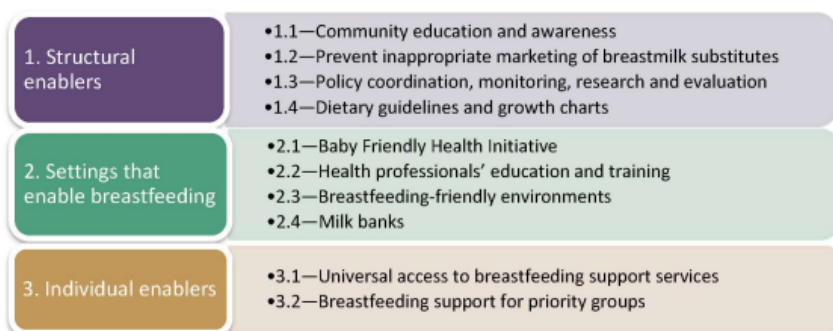 1. Structural
enablers
•1.1—Community education and awareness
•1.2—Prevent inappropriate marketing of breastmilk substitutes
•1.3—Policy coordination, monitoring, research and evaluation
•1.4—Dietary guidelines and growth charts
2. Settings that
enable breastfeeding
•2.1—Baby Friendly Health Initiative
•2.2—Health professionals' education and training
•2.3—Breastfeeding-friendly environments
•2.4—Milk banks
3. Individual enablers
•3.1—Universal access to breastfeeding support services
•3.2—Breastfeeding support for priority groups